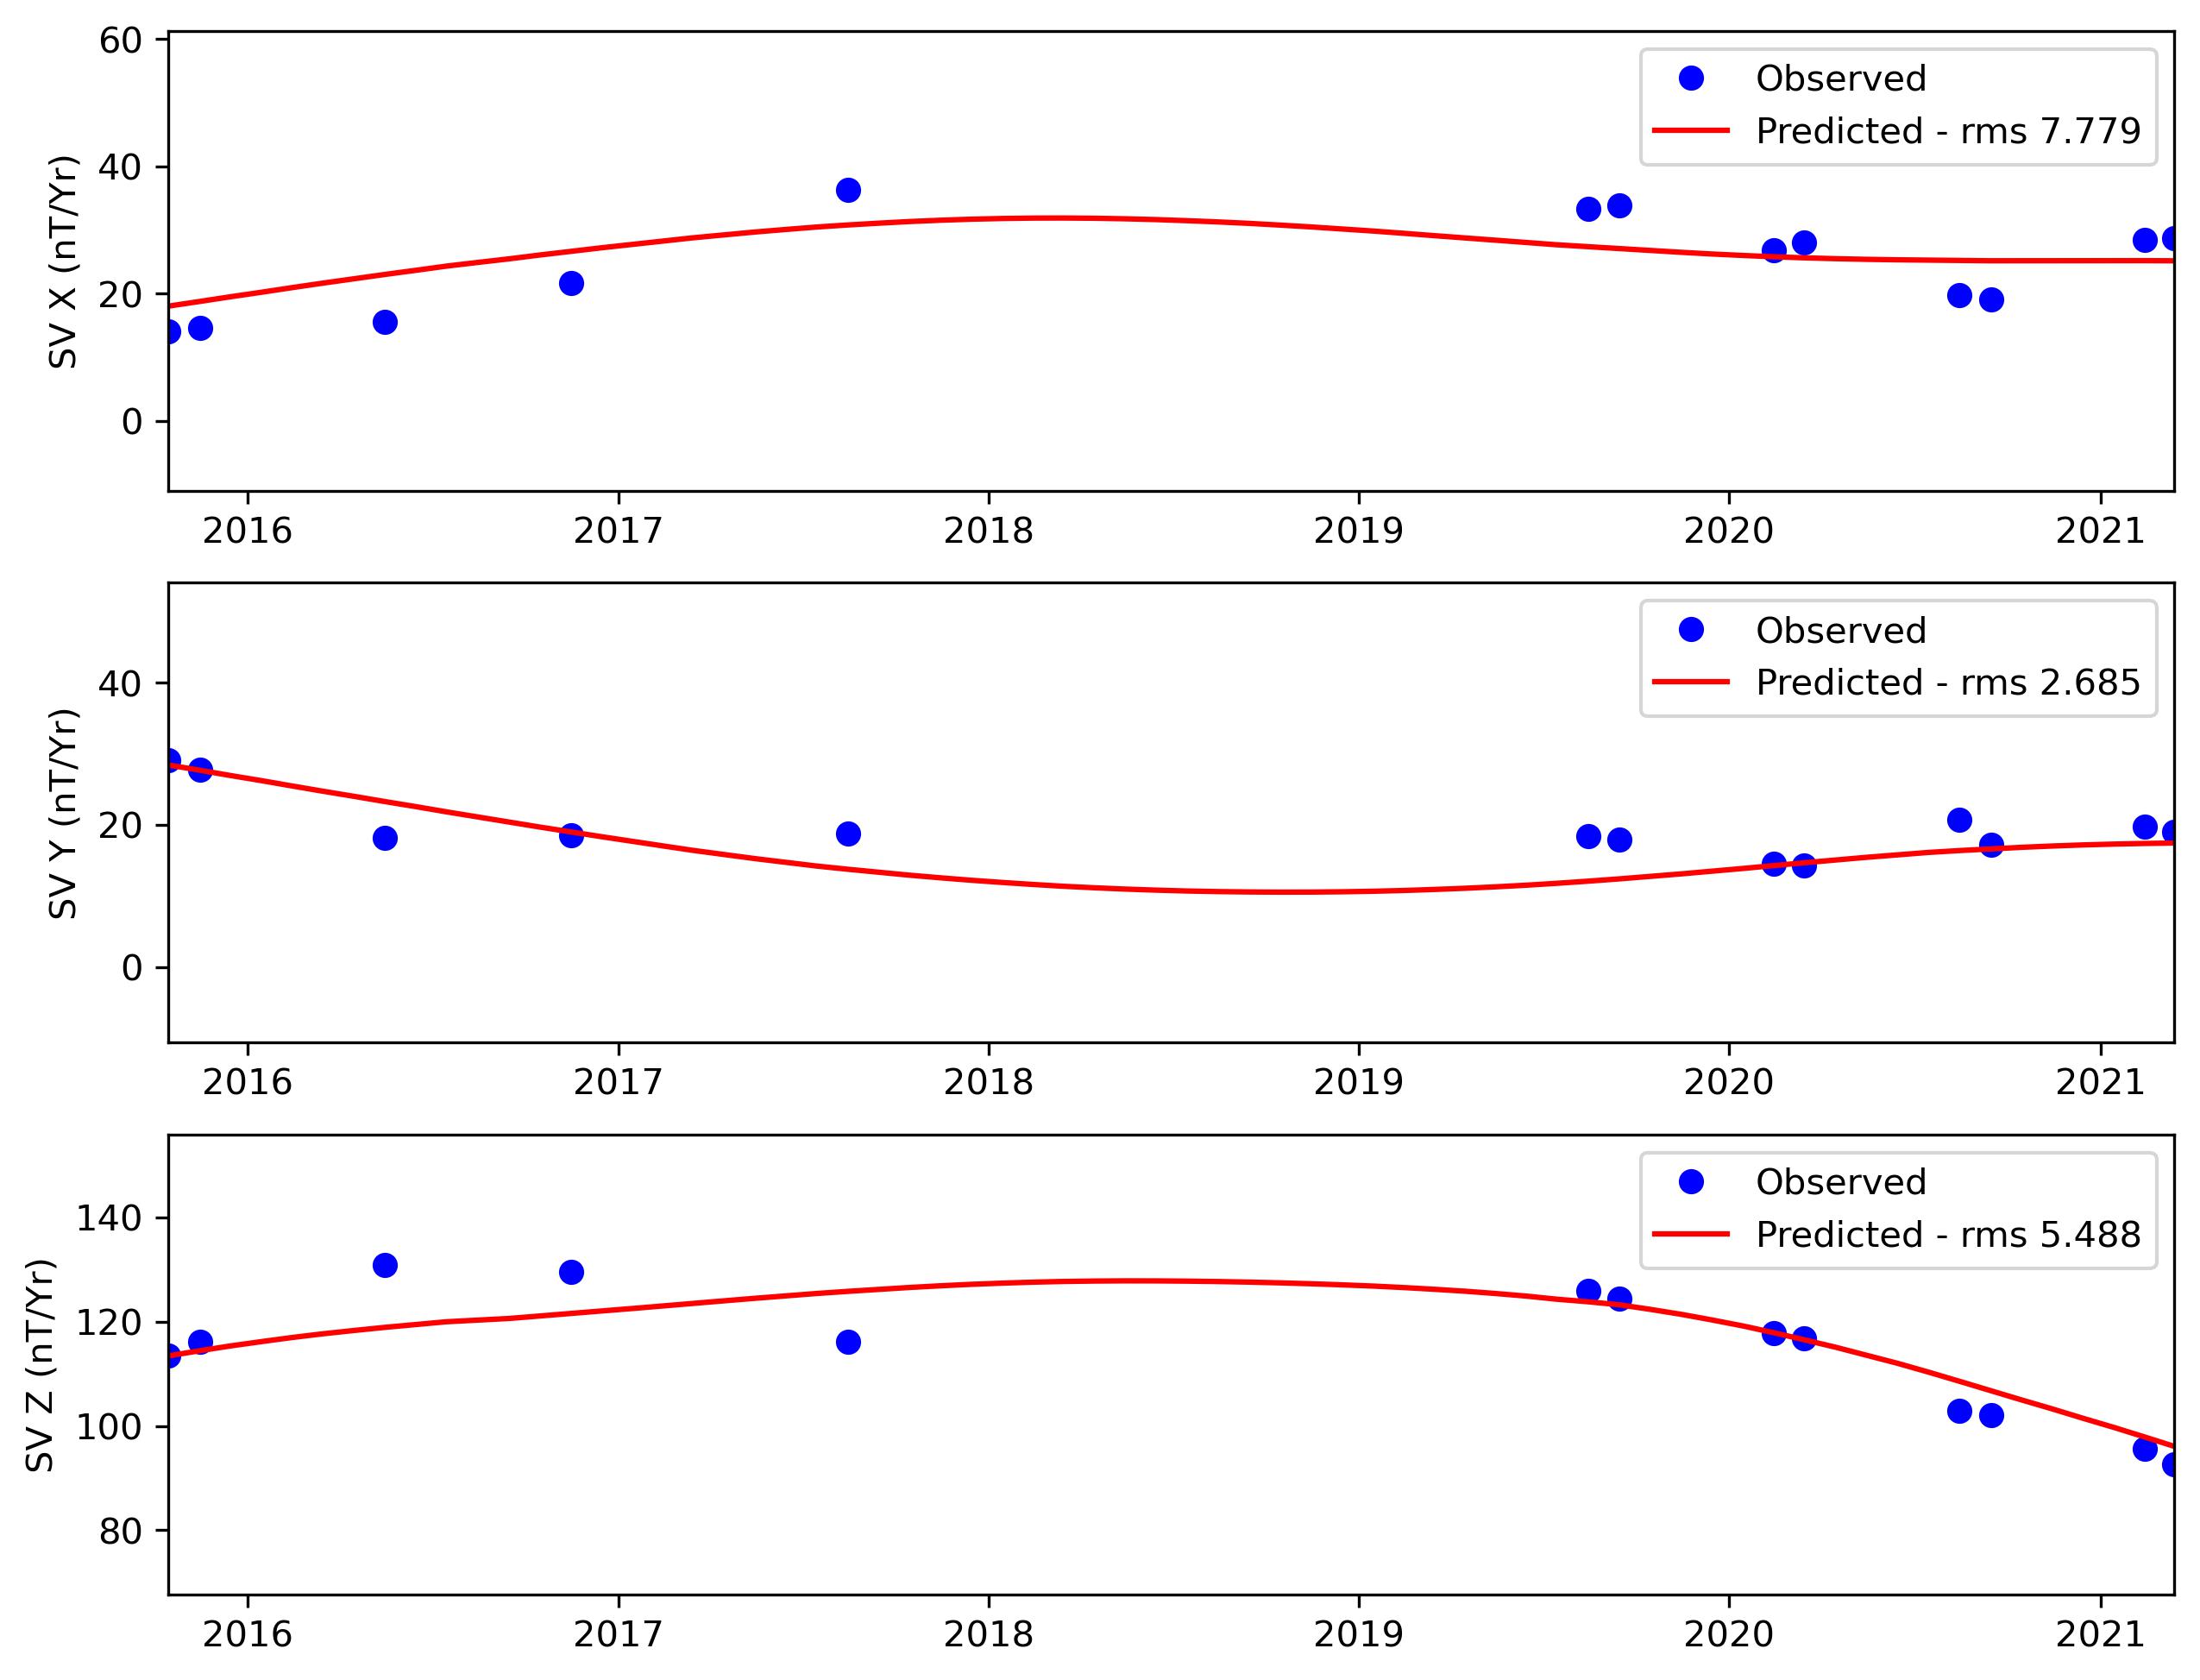 60
40
20
0
SV X (nT/Yr)
Observed
Predicted - rms 7.779
2016 2017 2018 2019 2020 2021
40
20
0
SV Y (nT/Yr)
Observed
Predicted - rms 2.685
2016 2017 2018 2019 2020 2021
140
120
100
80
SV Z (nT/Yr)
Observed
Predicted - rms 5.488
2016 2017 2018 2019 2020 2021